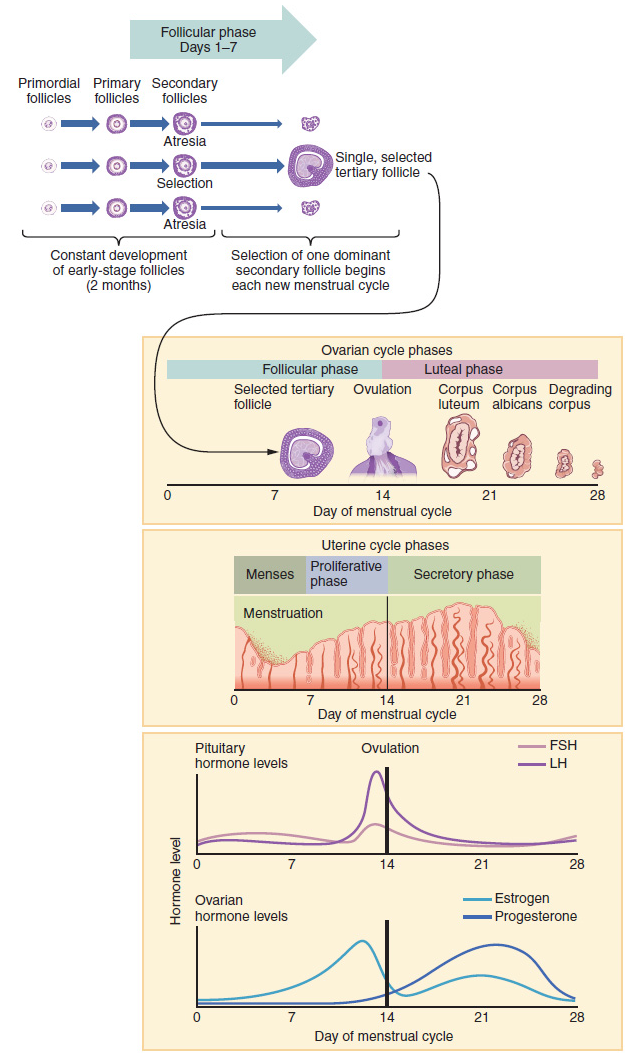 Follicular phase
Days 1–7
Primordial follicles
Primary follicles
Secondary follicles
Atresia
Selection
Atresia
Single, selected
tertiary follicle
Constant development
of early-stage follicles
(2 months)
Selection of one dominant
secondary follicle begins
each new menstrual cycle
Ovarian cycle phases
Follicular phase
Luteal phase
Selected tertiary
follicle
Ovulation
Corpus
luteum
Corpus
albicans
Degrading
corpus
0 7 14 21 28
Day of menstrual cycle
Uterine cycle phases
Menses
Proliferative
phase
Secretory phase
Menstruation
0 7 14 21 28
Day of menstrual cycle
Pituitary
hormone levels
Ovulation
FSH
LH
0 7 14 21 28
Hormone level
Ovarian
hormone levels
Estrogen
Progesterone
0 7 14 21 28
Day of menstrual cycle